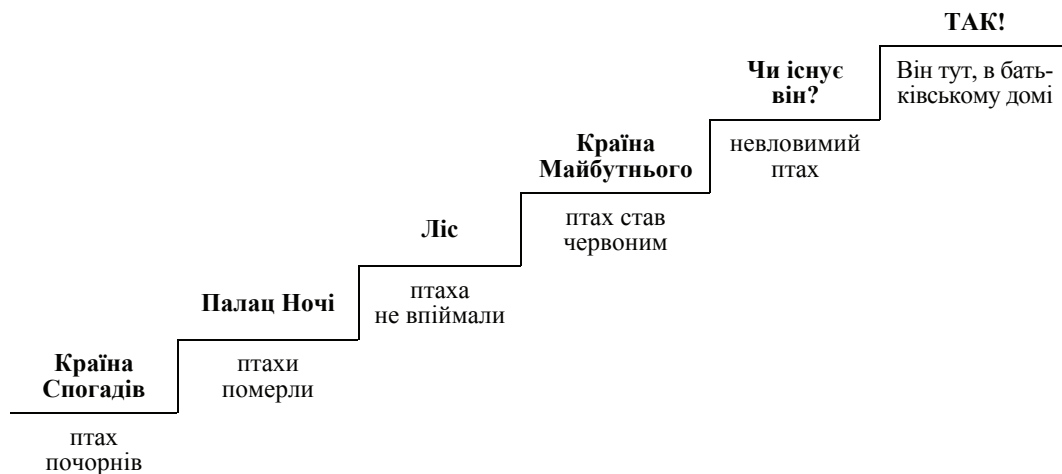 ТАК!
Він тут, в бать-
ківському домі
Чи існує
він?
невловимий
птах
Країна
Майбутнього
птах став
червоним
Ліс
птаха
не впіймали
Палац Ночі
птахи
померли
Країна
Спогадів
птах
почорнів